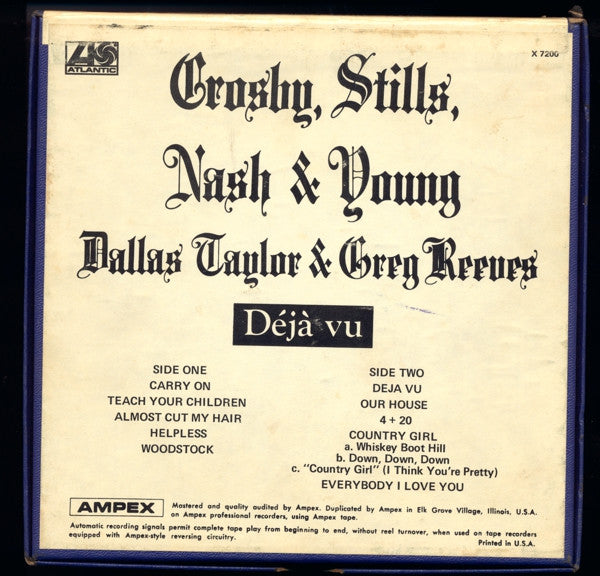 ATLANTIC
X 7200
Crosby, Stills,
Nash & Young
Dallas Taylor & Greg Reeves
Déjà vu
SIDE ONE
CARRY ON
TEACH YOUR CHILDREN
ALMOST CUT MY HAIR
HELPLESS
WOODSTOCK
SIDE TWO
DEJA VU
OUR HOUSE
4 + 20
COUNTRY GIRL
a. Whiskey Boot Hill
b. Down, Down, Down
c. "Country Girl" (I Think You're Pretty)
EVERYBODY I LOVE YOU
AMPEX
Mastered and quality audited by Ampex. Duplicated by Ampex in Elk Grove Village, Illinois, U.S.A.
on Ampex professional recorders, using Ampex tape.
Automatic recording signals permit complete tape play from beginning to end, without reel turnover, when used on tape recorders
equipped with Ampex-style reversing circuitry.
Printed in U.S.A.